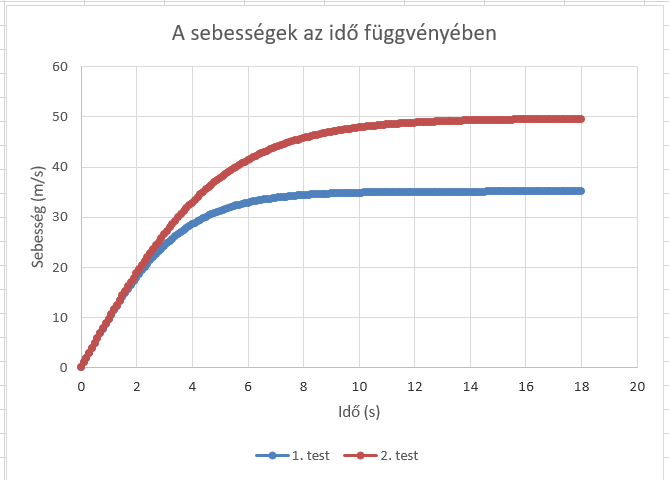 A sebességek az idő függvényében
60
50
40
30
20
10
0
Sebesség (m/s)
0 2 4 6 8 10 12 14 16 18 20
Idő (s)
1. test 2. test